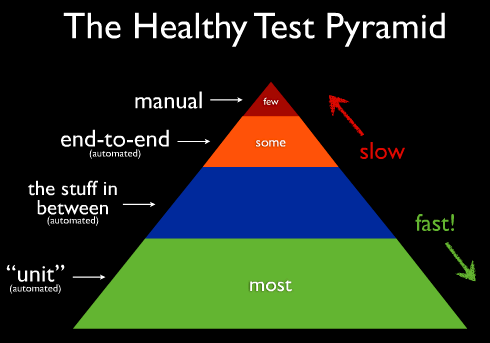 The Healthy Test Pyramid
manual
few
end-to-end
(automated)
some
slow
the stuff in
between
(automated)
fast!
“unit”
(automated)
most